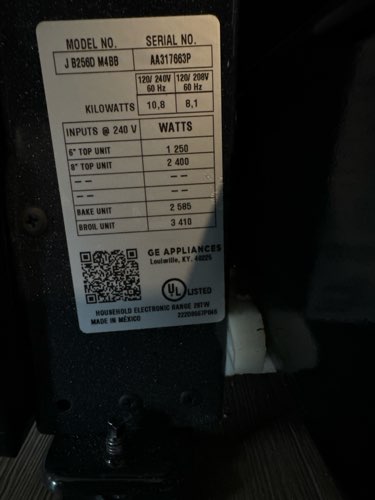 MODEL NO. SERIAL NO.
J B256D M4BB AA317663P
120/ 240V 120/ 208V
60 Hz 60 Hz
KILOWATTS 10,8 8,1
INPUTS @ 240 V WATTS
6" TOP UNIT 1 250
8" TOP UNIT 2 400
-- --
-- --
BAKE UNIT 2 585
BROIL UNIT 3 410
GE APPLIANCES
Louisville, KY. 40225
UL LISTED
HOUSEHOLD ELECTRONIC RANGE 28TW
MADE IN MÉXICO